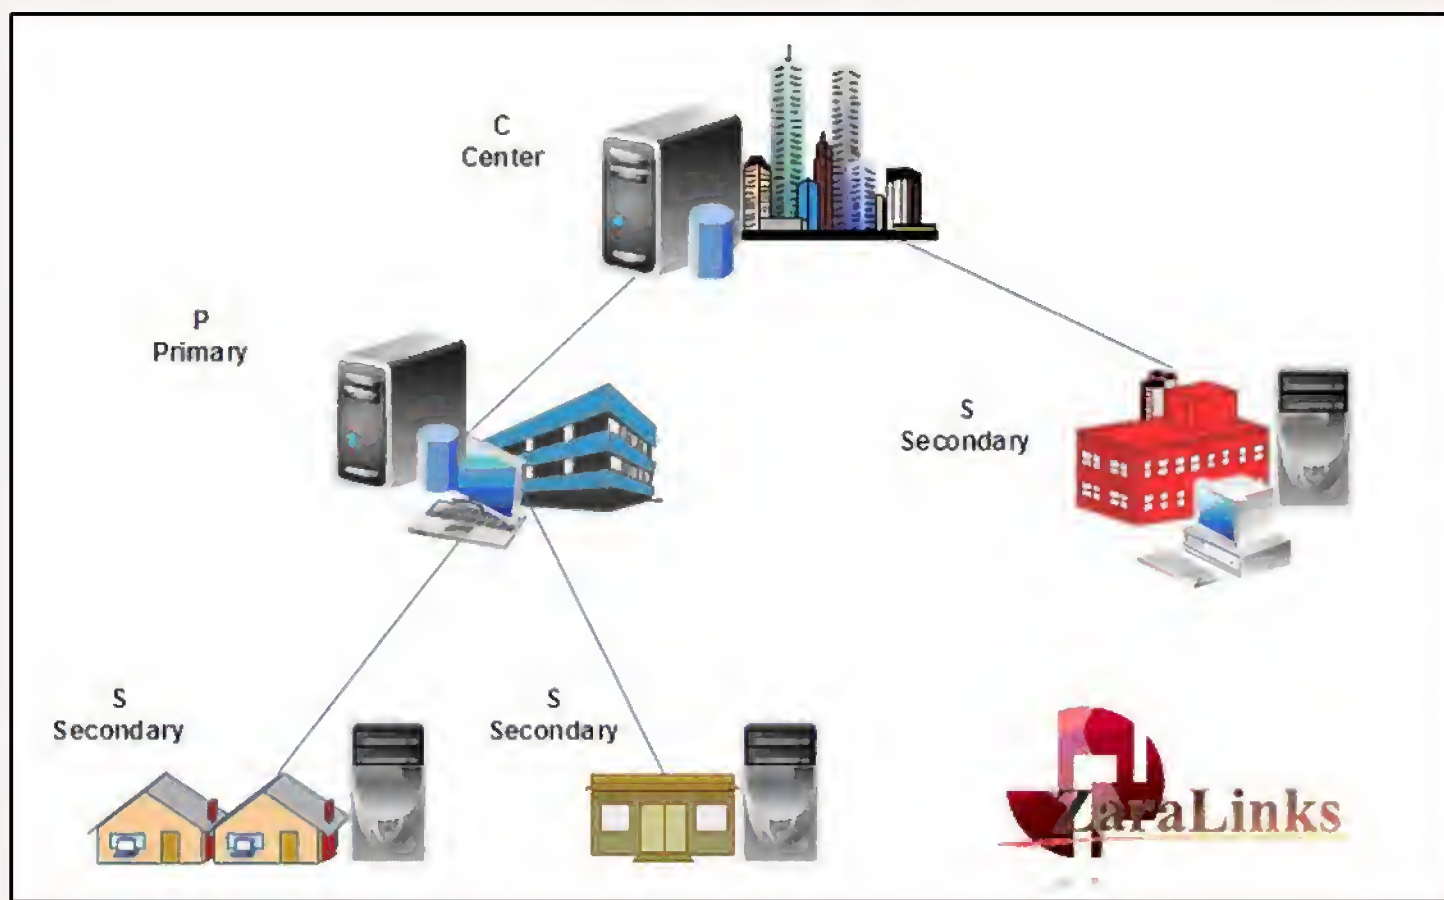 C
Center
P
Primary
S
Secondary
S
Secondary
S
Secondary
ZaraLinks